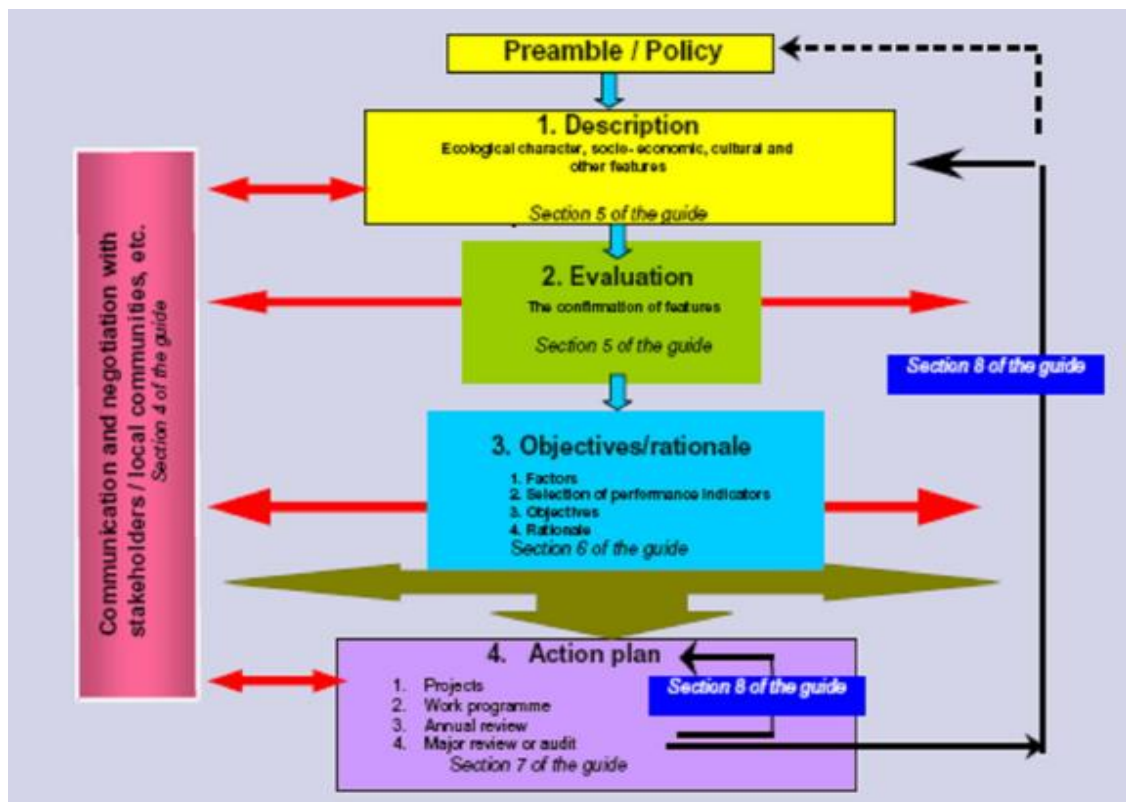 Preamble / Policy
1. Description
Ecological character, socio- economic, cultural and
other features
Section 5 of the guide
2. Evaluation
The confirmation of features
Section 5 of the guide
3. Objectives/rationale
1. Factors
2. Selection of performance indicators
3. Objectives
4. Rationale
Section 6 of the guide
4. Action plan
1. Projects
2. Work programme
3. Annual review
4. Major review or audit
Section 7 of the guide
Section 8 of the guide
Section 8 of the guide
Communication and negotiation with
stakeholders / local communities, etc.
Section 4 of the guide